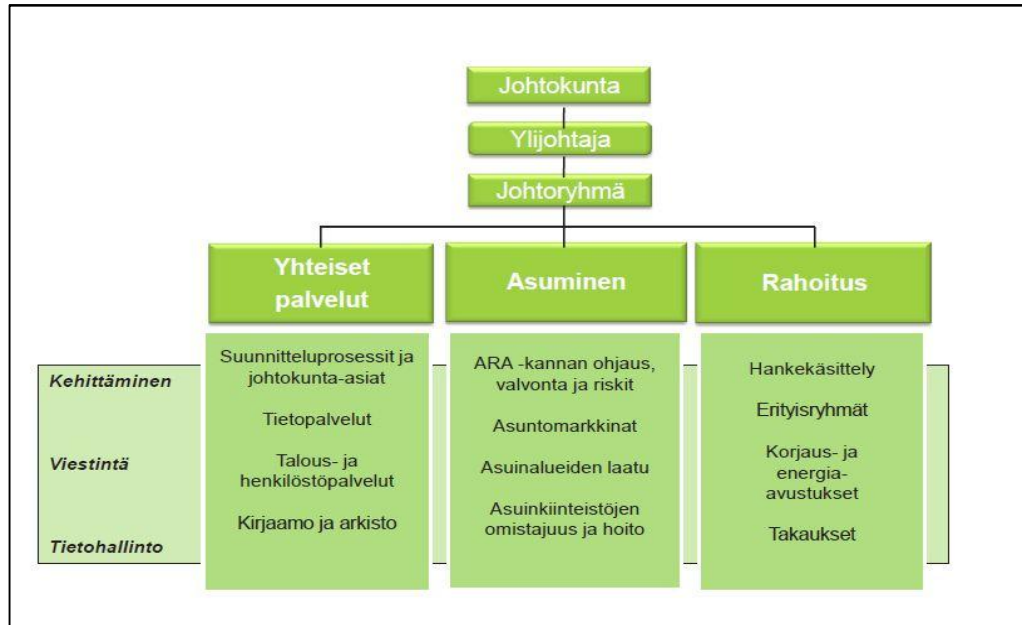 Johtokunta
Ylijohtaja
Johtoryhmä
Yhteiset
palvelut
Asuminen
Rahoitus
Kehittäminen
Viestintä
Tietohallinto
Suunnitteluprosessit ja
johtokunta-asiat
Tietopalvelut
Talous- ja
henkilöstöpalvelut
Kirjaamo ja arkisto
ARA -kannan ohjaus,
valvonta ja riskit
Asuntomarkkinat
Asuinalueiden laatu
Asuinkiinteistöjen
omistajuus ja hoito
Hankekäsittely
Erityisryhmät
Korjaus- ja
energia-
avustukset
Takaukset